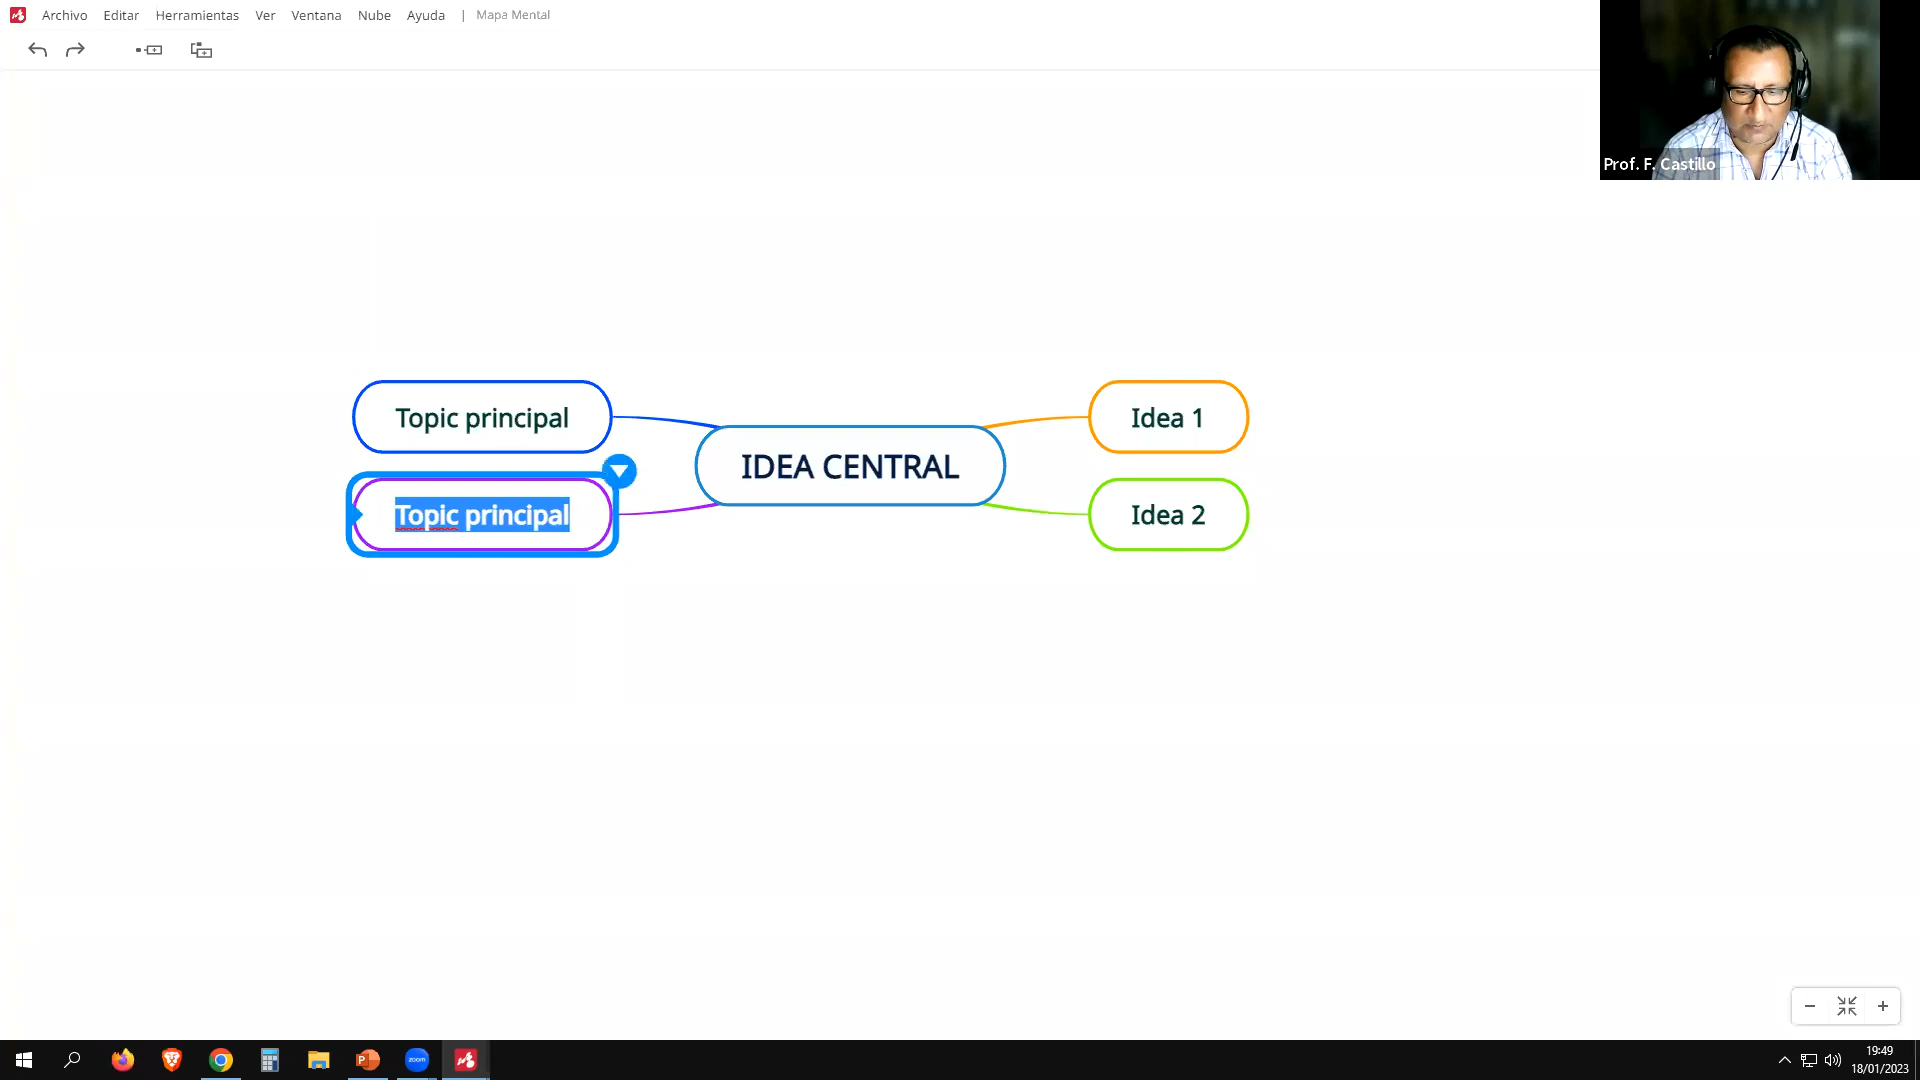 Archivo Editar Herramientas Ver Ventana Nube Ayuda | Mapa Mental
Prof. F. Castillo
Topic principal
Idea 1
IDEA CENTRAL
Topic principal
Idea 2
zoom
19:49
18/01/2023